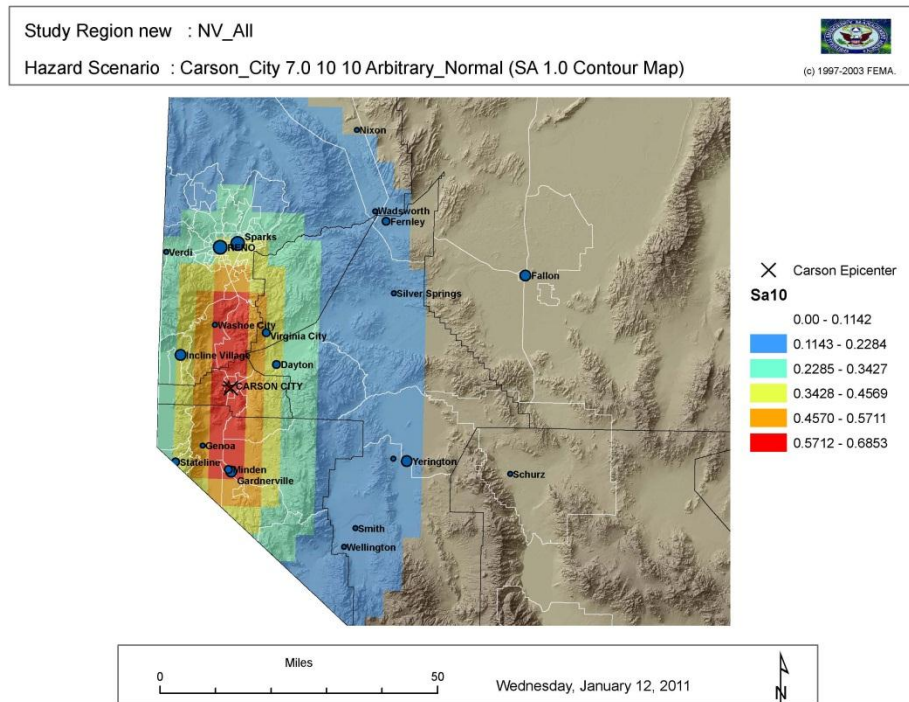 Study Region new : NV_All
Hazard Scenario : Carson_City 7.0 10 10 Arbitrary_Normal (SA 1.0 Contour Map)
(c) 1997-2003 FEMA.
Nixon
Wadsworth
Fernley
Sparks
RENO
Verdi
Fallon
Silver Springs
Washoe City
Virginia City
Incline Village
Dayton
CARSON CITY
Genoa
Stateline
Minden
Gardnerville
Yerington
Schurz
Smith
Wellington
Carson Epicenter
Sa10
0.00 - 0.1142
0.1143 - 0.2284
0.2285 - 0.3427
0.3428 - 0.4569
0.4570 - 0.5711
0.5712 - 0.6853
Miles
0 50
Wednesday, January 12, 2011
N